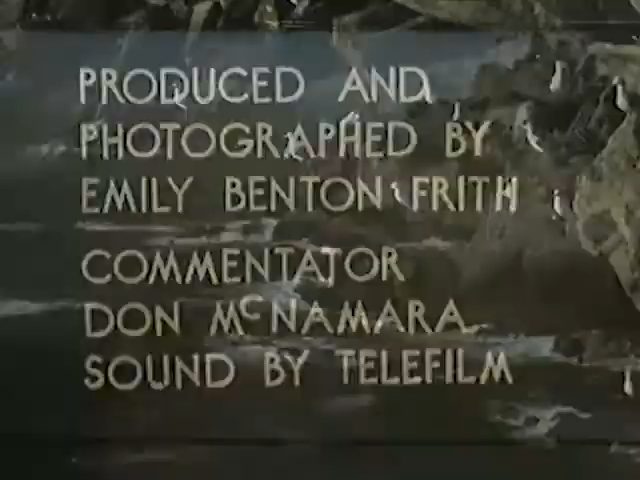 PRODUCED AND
PHOTOGRAPHED BY
EMILY BENTON FRITH
COMMENTATOR
DON McNAMARA
SOUND BY TELEFILM